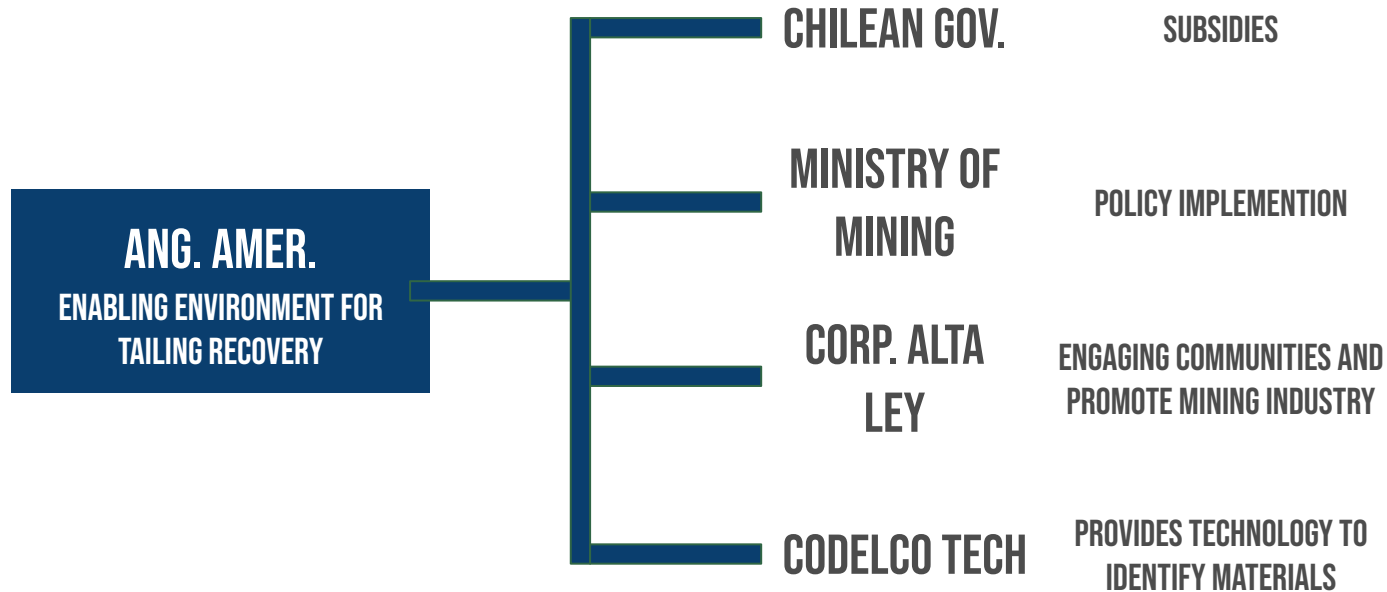 CHILEAN GOV.
SUBSIDIES
MINISTRY OF
MINING
POLICY IMPLEMENTION
ANG. AMER.
ENABLING ENVIRONMENT FOR
TAILING RECOVERY
CORP. ALTA
LEY
ENGAGING COMMUNITIES AND
PROMOTE MINING INDUSTRY
CODELCO TECH
PROVIDES TECHNOLOGY TO
IDENTIFY MATERIALS